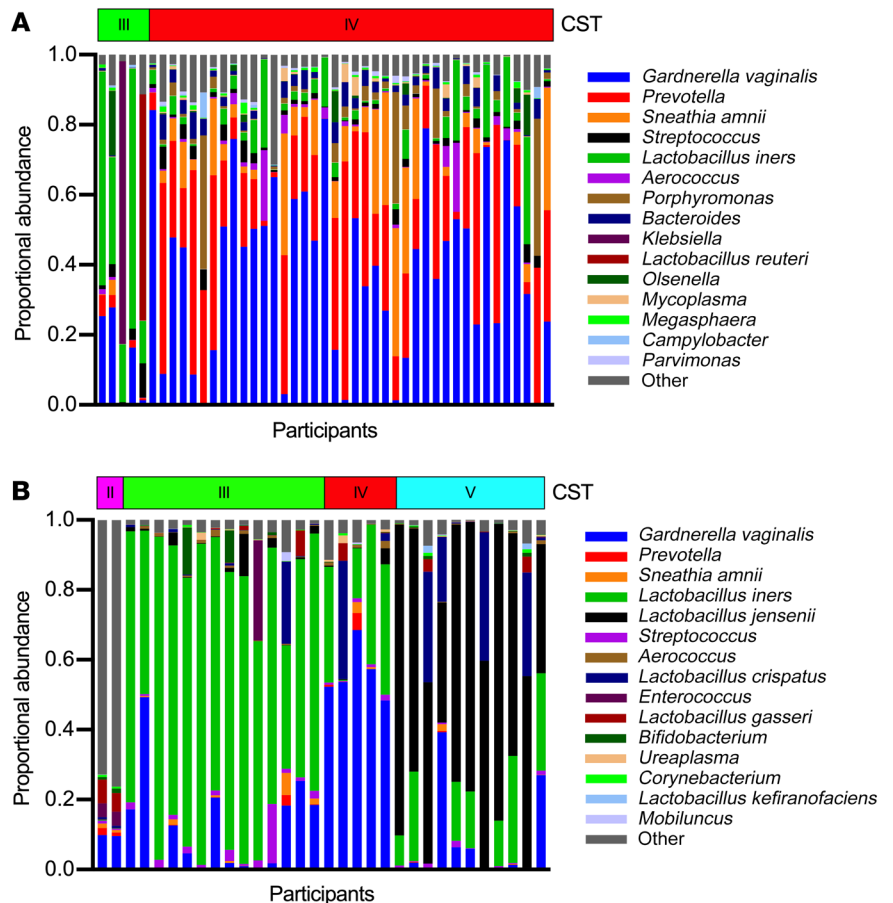 A
III
IV
CST
Proportional abundance
1.0
0.8
0.6
0.4
0.2
0.0
Participants
Gardnerella vaginalis
Prevotella
Sneathia amnii
Streptococcus
Lactobacillus iners
Aerococcus
Porphyromonas
Bacteroides
Klebsiella
Lactobacillus reuteri
Olsenella
Mycoplasma
Megasphaera
Campylobacter
Parvimonas
Other
B
II
III
IV
V
CST
Proportional abundance
1.0
0.8
0.6
0.4
0.2
0.0
Participants
Gardnerella vaginalis
Prevotella
Sneathia amnii
Lactobacillus iners
Lactobacillus jensenii
Streptococcus
Aerococcus
Lactobacillus crispatus
Enterococcus
Lactobacillus gasseri
Bifidobacterium
Ureaplasma
Corynebacterium
Lactobacillus kefiranofaciens
Mobiluncus
Other